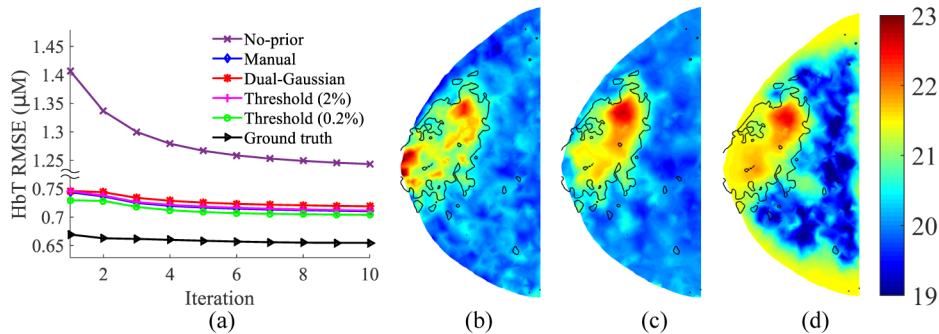 HbT RMSE (μM)
1.45
1.4
1.35
1.3
1.25
0.75
0.7
0.65
No-prior
Manual
Dual-Gaussian
Threshold (2%)
Threshold (0.2%)
Ground truth
2 4 6 8 10
Iteration
23
22
21
20
19
(a) (b) (c) (d)